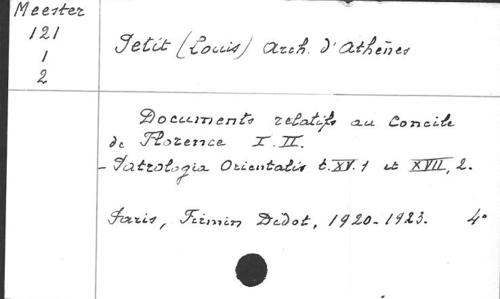 Meester
121
1
2
Petit (Louis) Arch. d'Athènes
Documents relatifs au Concile
de Florence I. II.
- Patrologia Orientalis t. XV. 1 et XVII, 2.
Paris, Firmin Didot, 1920-1923. 4°